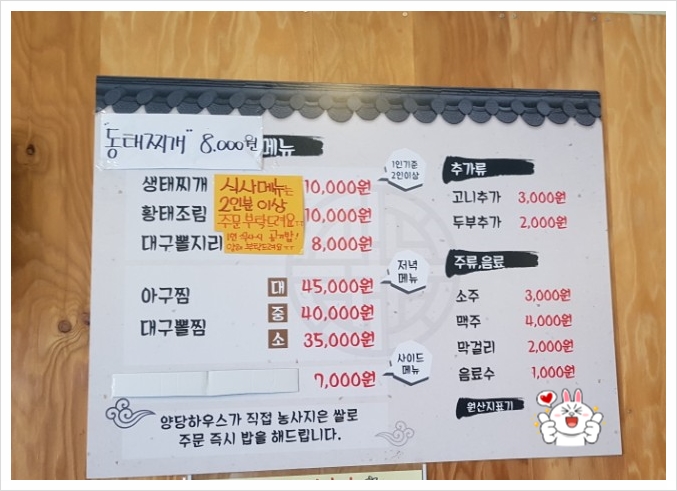 "동태찌개" 8.000원
메뉴
생태찌개 10,000원
황태조림 10,000원
대구뽈지리 8,000원
식사메뉴는
2인분 이상
주문부탁드려요
1인기준
2인이상
저녁
메뉴
아구찜
대구뽈찜
대 45,000원
중 40,000원
소 35,000원
사이드
메뉴
7,000원
양당하우스가 직접 농사지은 쌀로
주문 즉시 밥을 해드립니다.
추가류
고니추가 3,000원
두부추가 2,000원
주류,음료
소주 3,000원
맥주 4,000원
막걸리 2,000원
음료수 1,000원
원산지표기